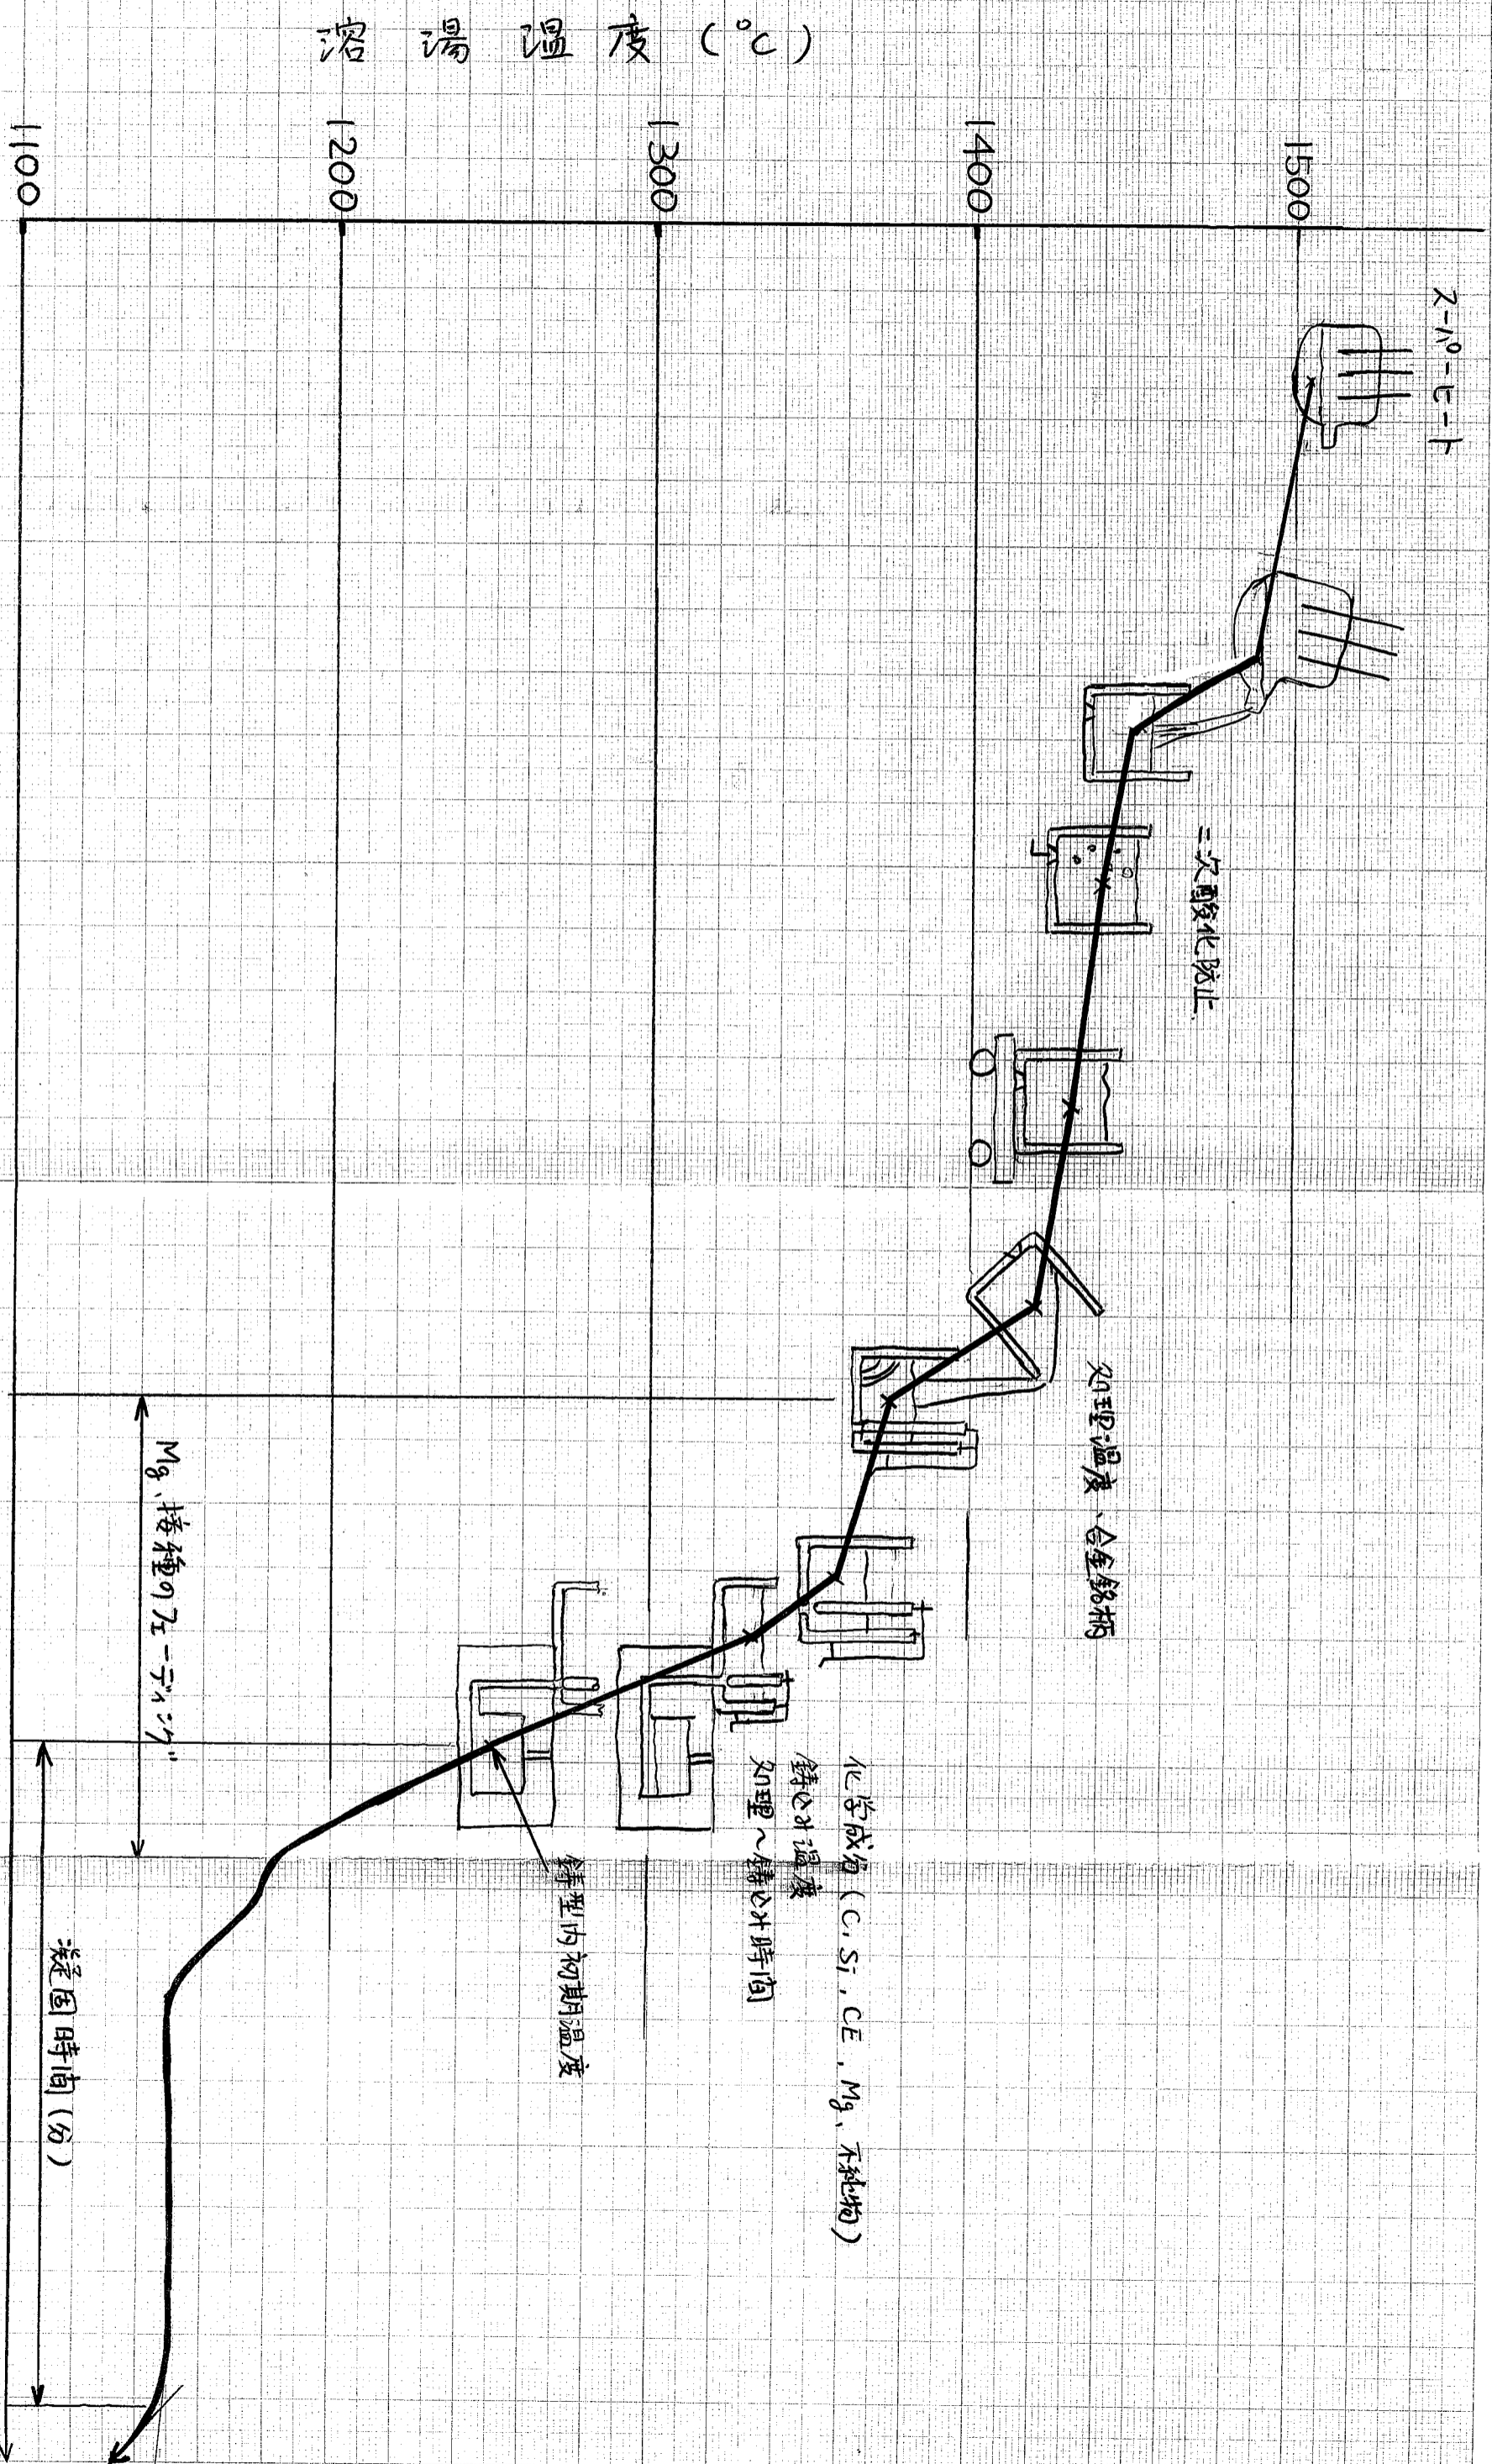 溶湯温度(℃)
1500
1400
1300
1200
1100
スーパーヒート
二次酸化防止
処理温度、合金銘柄
化学成分(C,Si,CE,Mg、不純物)
鋳込み温度
処理〜鋳込み時間
鋳型内初期温度
Mg、接種のフェーディング
凝固時間(分)